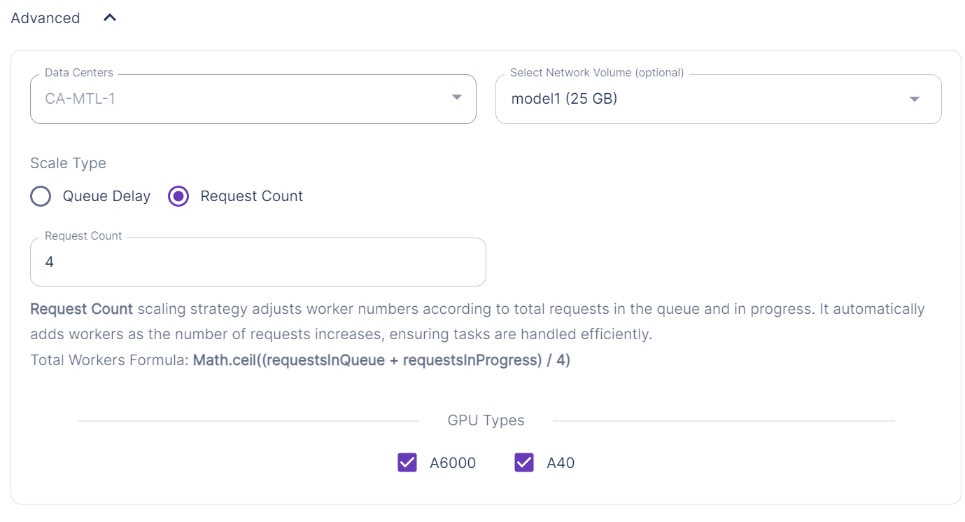 Advanced
Data Centers
CA-MTL-1
Select Network Volume (optional)
model1 (25 GB)
Scale Type
Queue Delay
Request Count
Request Count
4
Request Count scaling strategy adjusts worker numbers according to total requests in the queue and in progress. It automatically
adds workers as the number of requests increases, ensuring tasks are handled efficiently.
Total Workers Formula: Math.ceil((requestsInQueue + requestsInProgress) / 4)
GPU Types
A6000
A40